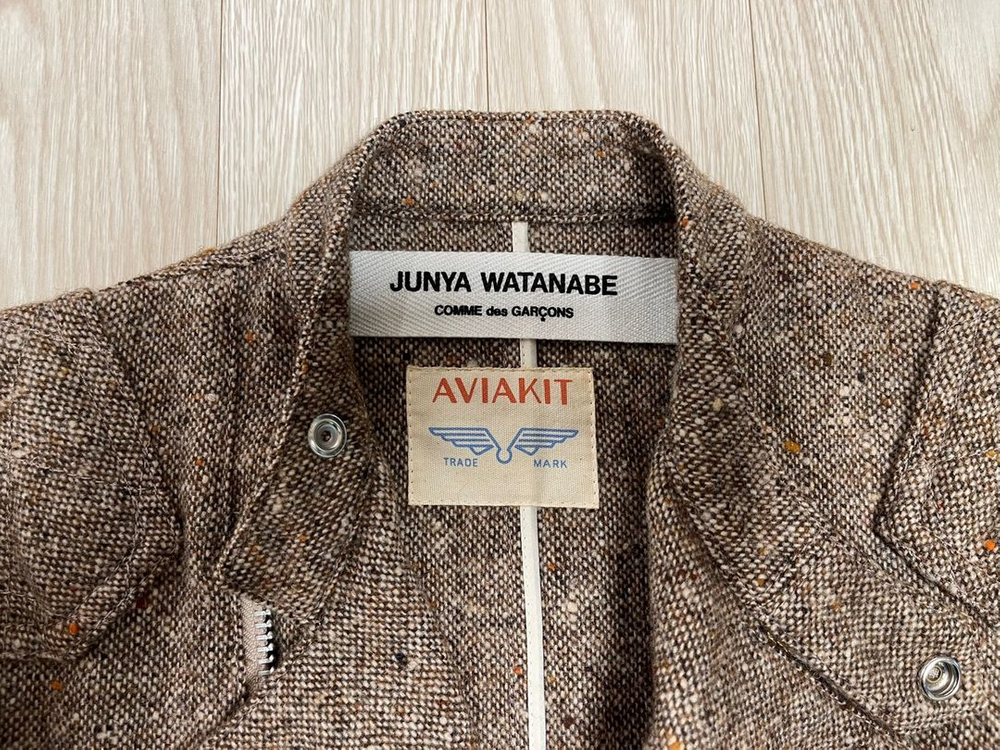 JUNYA WATANABE
COMME des GARÇONS
AVIAKIT
TRADE MARK